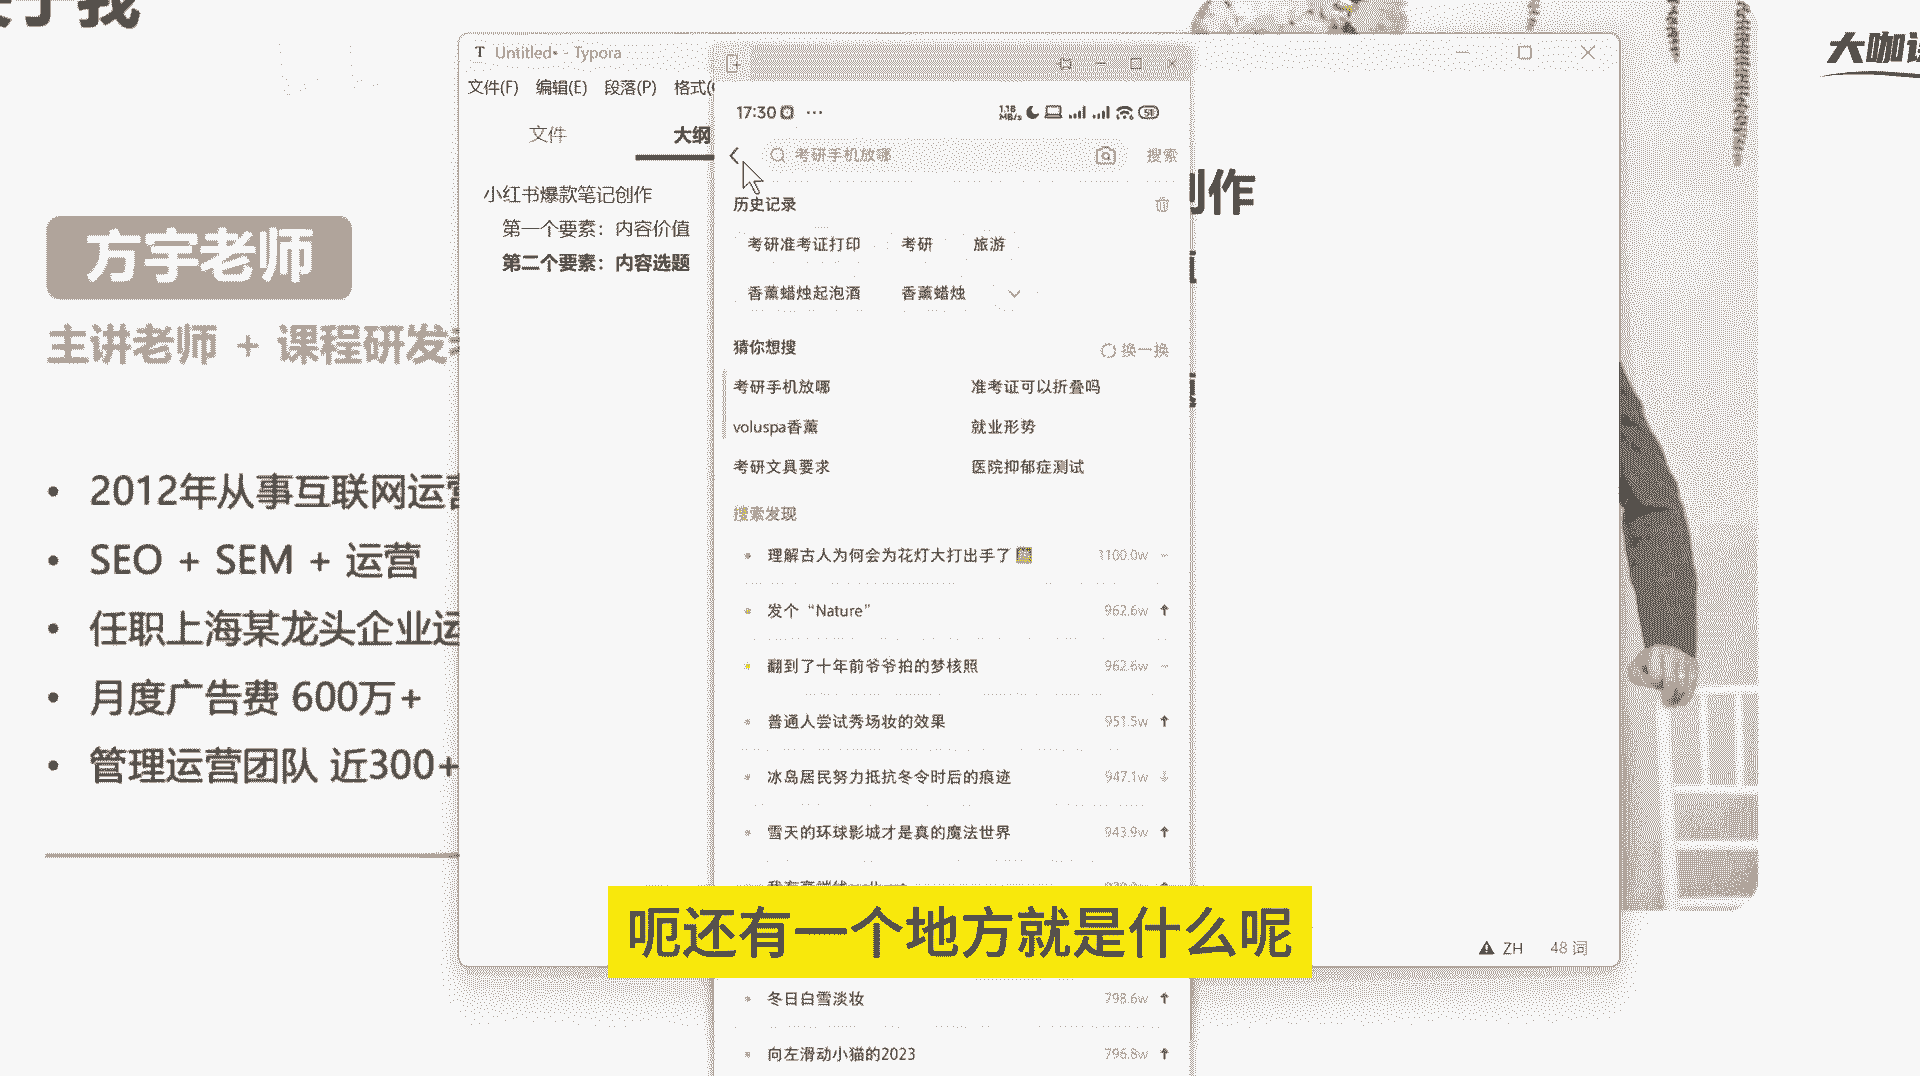 于我
大咖
方宇老师
主讲老师 + 课程研发
• 2012年从事互联网运营
• SEO + SEM + 运营
• 任职上海某龙头企业运
• 月度广告费 600万+
• 管理运营团队 近300+
T Untitled• - Typora
文件(F) 编辑(E) 段落(P) 格式(
文件 大纲
小红书爆款笔记创作
第一个要素：内容价值
第二个要素：内容选题
创作
17:30 ···
1.18 MB/s 51
考研手机放哪 搜索
历史记录
考研准考证打印 考研 旅游
香薰蜡烛起泡酒 香薰蜡烛
猜你想搜 换一换
考研手机放哪 准考证可以折叠吗
voluspa香薰 就业形势
考研文具要求 医院抑郁症测试
搜索发现
理解古人为何会为花灯大打出手了 1100.0w
发个“Nature” 962.6w
翻到了十年前爷爷拍的梦核照 962.6w
普通人尝试秀场妆的效果 951.5w
冰岛居民努力抵抗冬令时后的痕迹 947.1w
雪天的环球影城才是真的魔法世界 943.9w
呃还有一个地方就是什么呢
冬日白雪淡妆 798.6w
向左滑动小猫的2023 796.8w
ZH 48 词